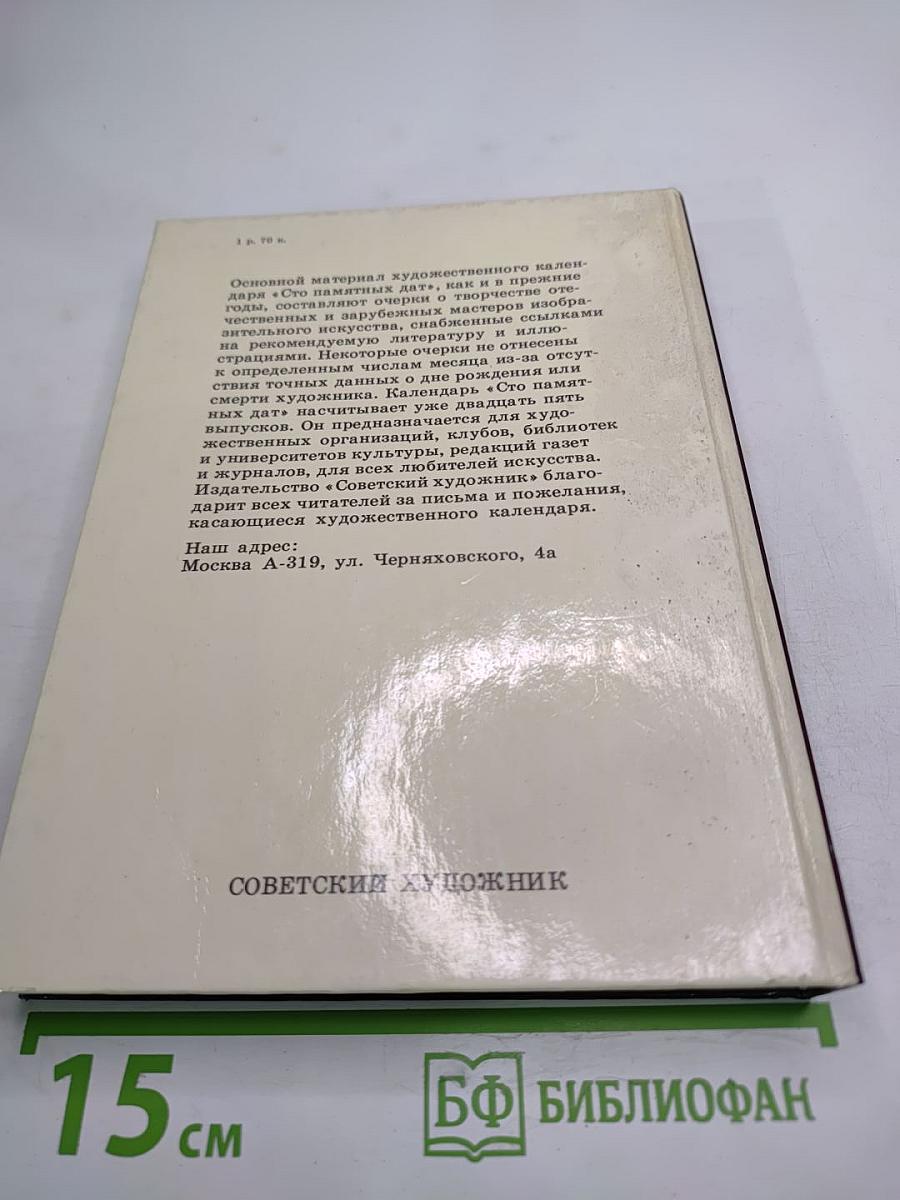 1 р. 70 к.
Основной материал художественного кален-
даря «Сто памятных дат», как и в прежние
годы, составляют очерки о творчестве оте-
чественных и зарубежных мастеров изобра-
зительного искусства, снабженные ссылками
на рекомендуемую литературу и иллю-
страциями. Некоторые очерки не отнесены
к определенным числам месяца из-за отсут-
ствия точных данных о дне рождения или
смерти художника. Календарь «Сто памят-
ных дат» насчитывает уже двадцать пять
выпусков. Он предназначается для худо-
жественных организаций, клубов, библиотек
и университетов культуры, редакций газет
и журналов, для всех любителей искусства.
Издательство «Советский художник» благо-
дарит всех читателей за письма и пожелания,
касающиеся художественного календаря.
Наш адрес:
Москва А-319, ул. Черняховского, 4а
СОВЕТСКИЙ ХУДОЖНИК
15 см
БФ БИБЛИОФАН